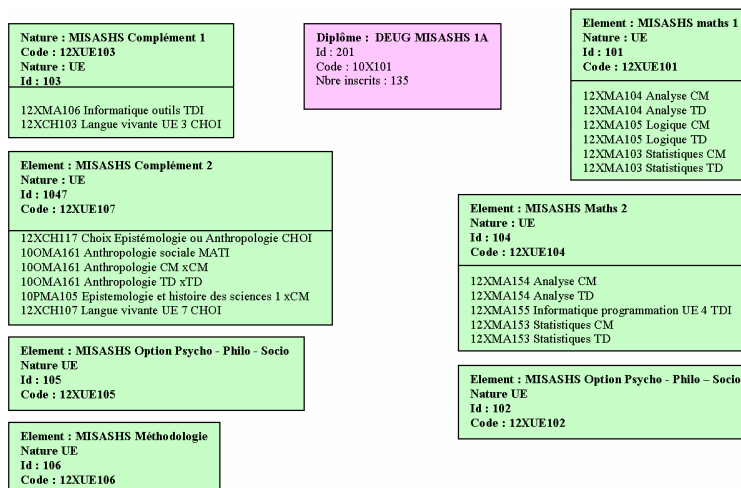 Nature : MISASHS Complément 1
Code : 12XUE103
Nature : UE
Id : 103
12XMA106 Informatique outils TDI
12XCH103 Langue vivante UE 3 CHOI
Diplôme : DEUG MISASHS 1A
Id : 201
Code : 10X101
Nbre inscrits : 135
Element : MISASHS maths 1
Nature : UE
Id : 101
Code : 12XUE101
12XMA104 Analyse CM
12XMA104 Analyse TD
12XMA105 Logique CM
12XMA105 Logique TD
12XMA103 Statistiques CM
12XMA103 Statistiques TD
Element : MISASHS Complément 2
Nature : UE
Id : 1047
Code : 12XUE107
12XCH117 Choix Epistémologie ou Anthropologie CHOI
10OMA161 Anthropologie sociale MATI
10OMA161 Anthropologie CM xCM
10OMA161 Anthropologie TD xTD
10PMA105 Epistemologie et histoire des sciences 1 xCM
12XCH107 Langue vivante UE 7 CHOI
Element : MISASHS Maths 2
Nature : UE
Id : 104
Code : 12XUE104
12XMA154 Analyse CM
12XMA154 Analyse TD
12XMA155 Informatique programmation UE 4 TDI
12XMA153 Statistiques CM
12XMA153 Statistiques TD
Element : MISASHS Option Psycho - Philo - Socio
Nature UE
Id : 105
Code : 12XUE105
Element : MISASHS Option Psycho - Philo – Socio
Nature UE
Id : 102
Code : 12XUE102
Element : MISASHS Méthodologie
Nature UE
Id : 106
Code : 12XUE106